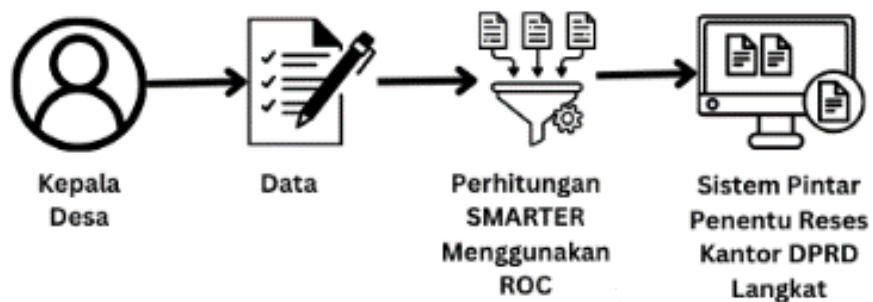 Kepala
Desa
Data
Perhitungan
SMARTER
Menggunakan
ROC
Sistem Pintar
Penentu Reses
Kantor DPRD
Langkat